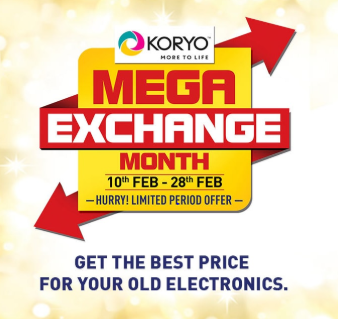 KORYO™
MORE TO LIFE
MEGA
EXCHANGE
MONTH
10th FEB - 28th FEB
— HURRY! LIMITED PERIOD OFFER —
GET THE BEST PRICE
FOR YOUR OLD ELECTRONICS.